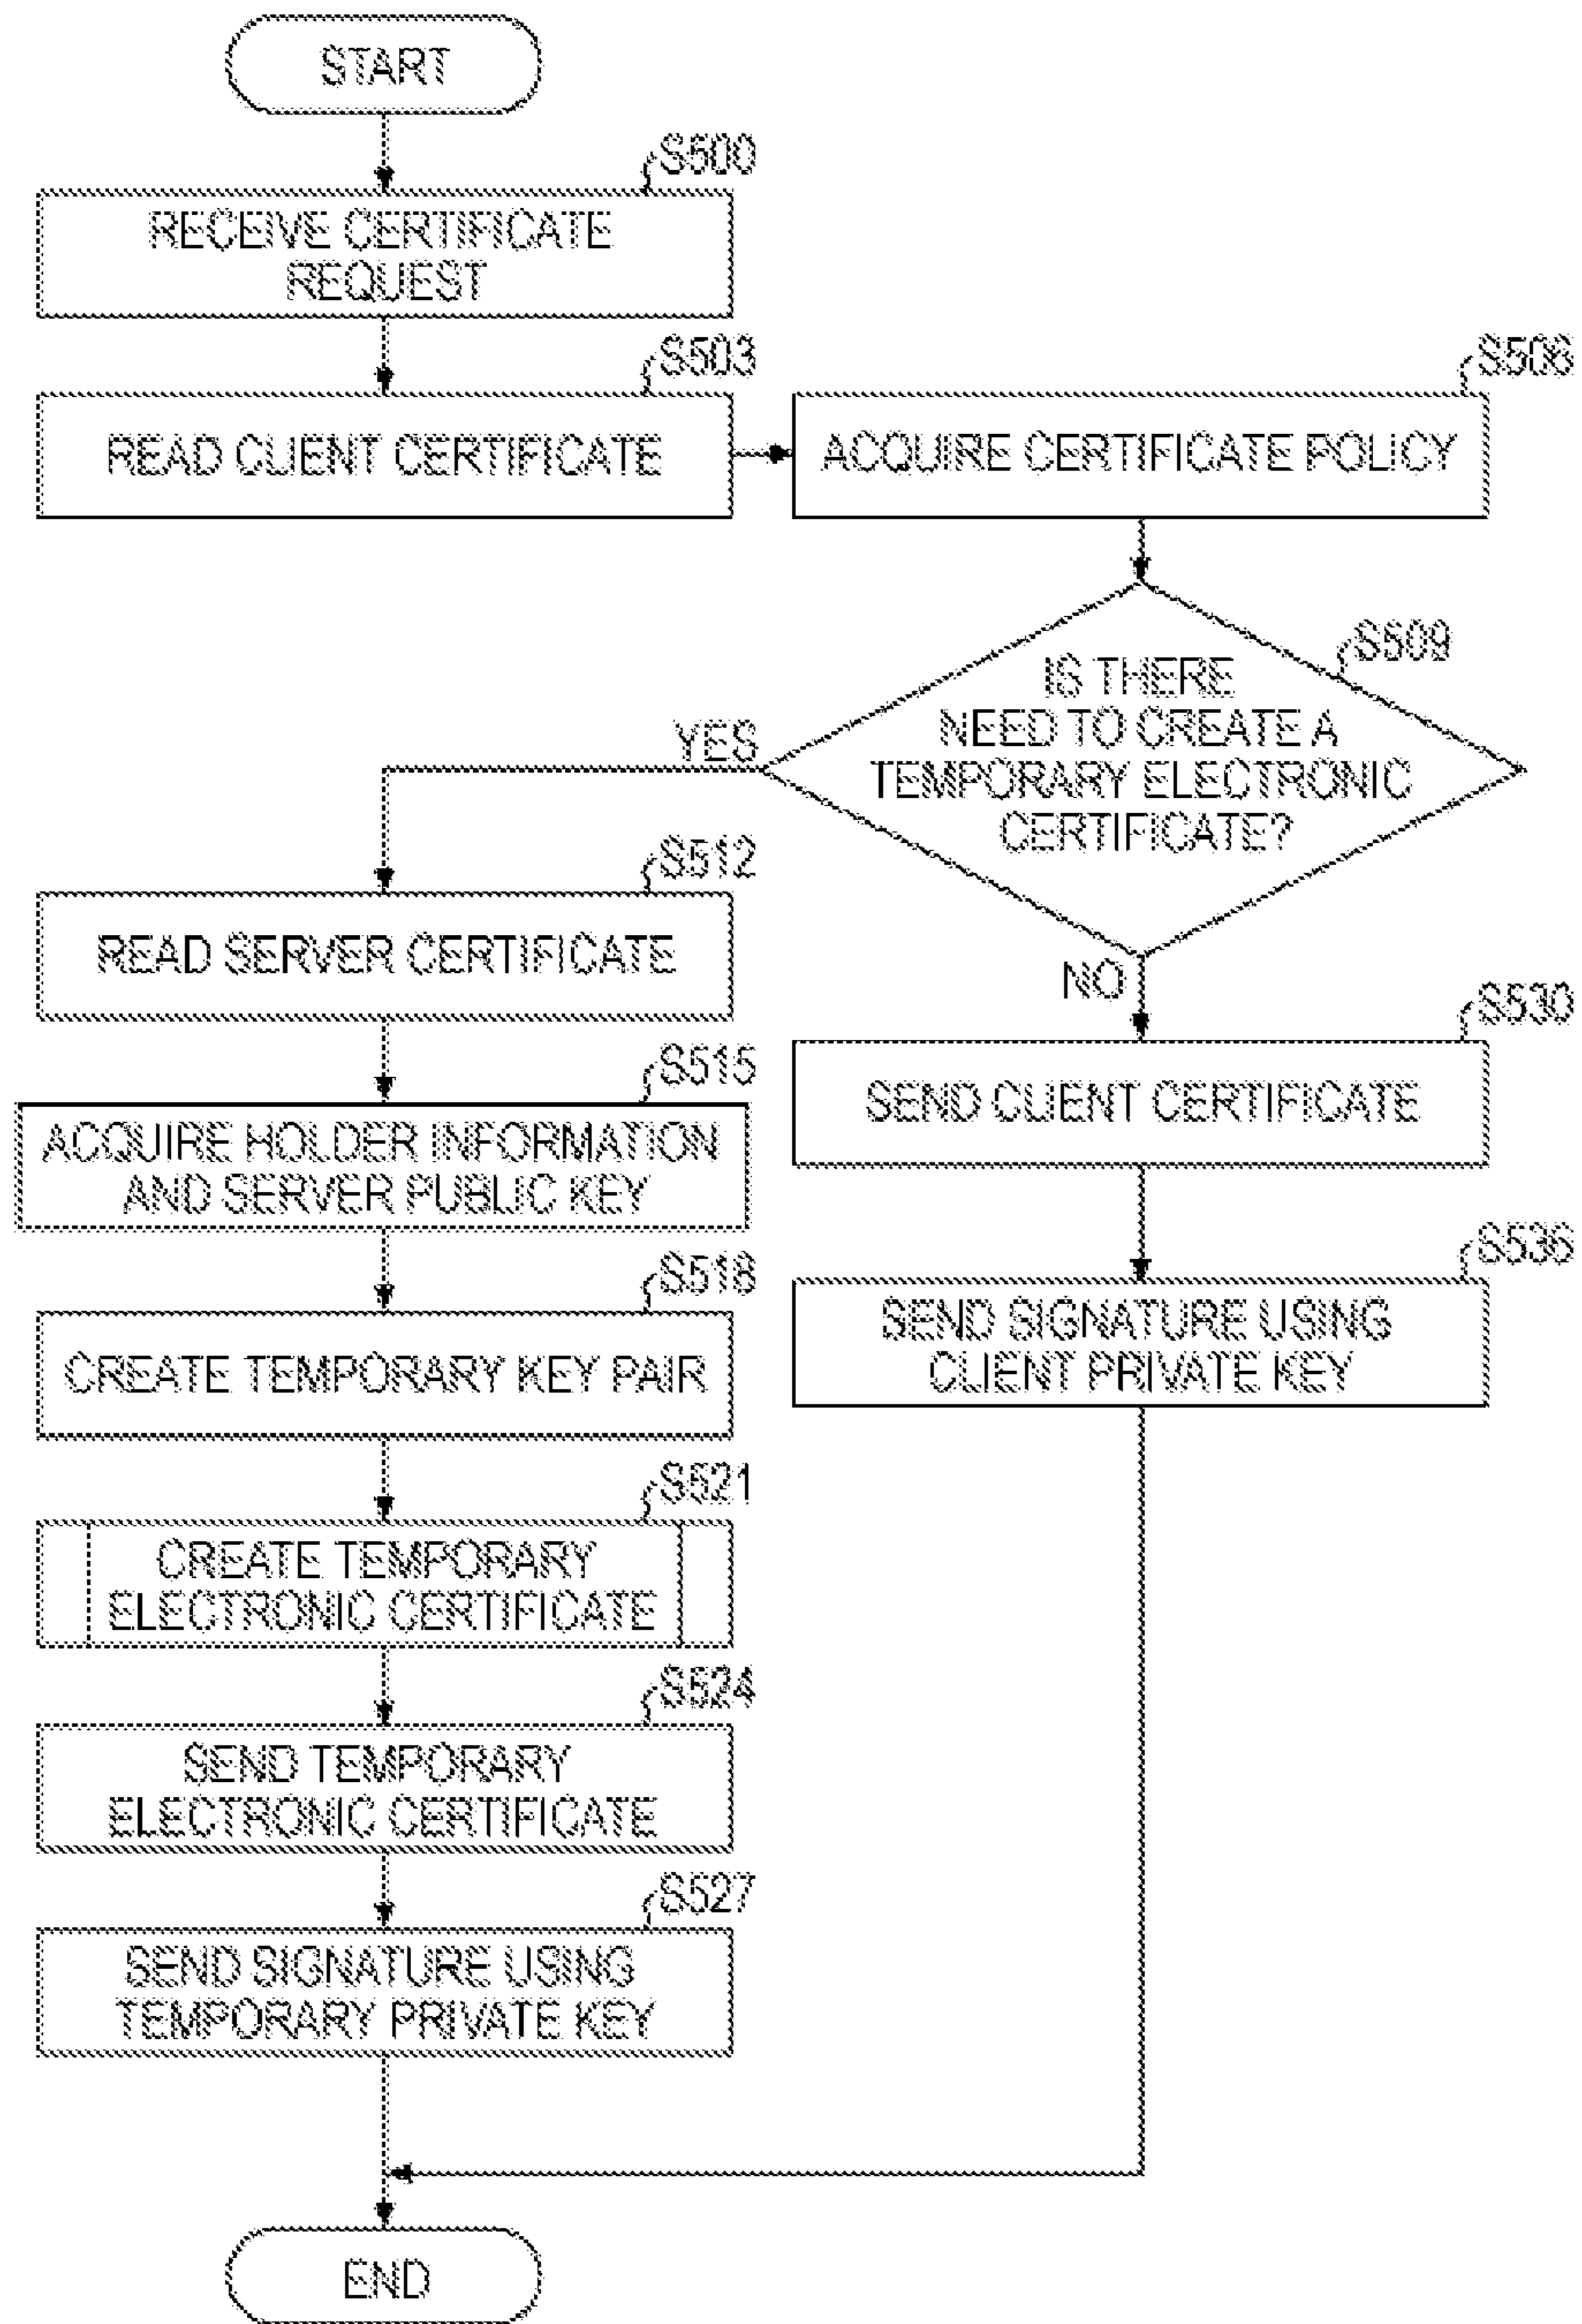 START
S500
RECEIVE CERTIFICATE
REQUEST
S503
READ CLIENT CERTIFICATE
S506
ACQUIRE CERTIFICATE POLICY
S509
IS THERE
NEED TO CREATE A
TEMPORARY ELECTRONIC
CERTIFICATE?
YES
S512
READ SERVER CERTIFICATE
S515
ACQUIRE HOLDER INFORMATION
AND SERVER PUBLIC KEY
S518
CREATE TEMPORARY KEY PAIR
S521
CREATE TEMPORARY
ELECTRONIC CERTIFICATE
S524
SEND TEMPORARY
ELECTRONIC CERTIFICATE
S527
SEND SIGNATURE USING
TEMPORARY PRIVATE KEY
NO
S530
SEND CLIENT CERTIFICATE
S536
SEND SIGNATURE USING
CLIENT PRIVATE KEY
END